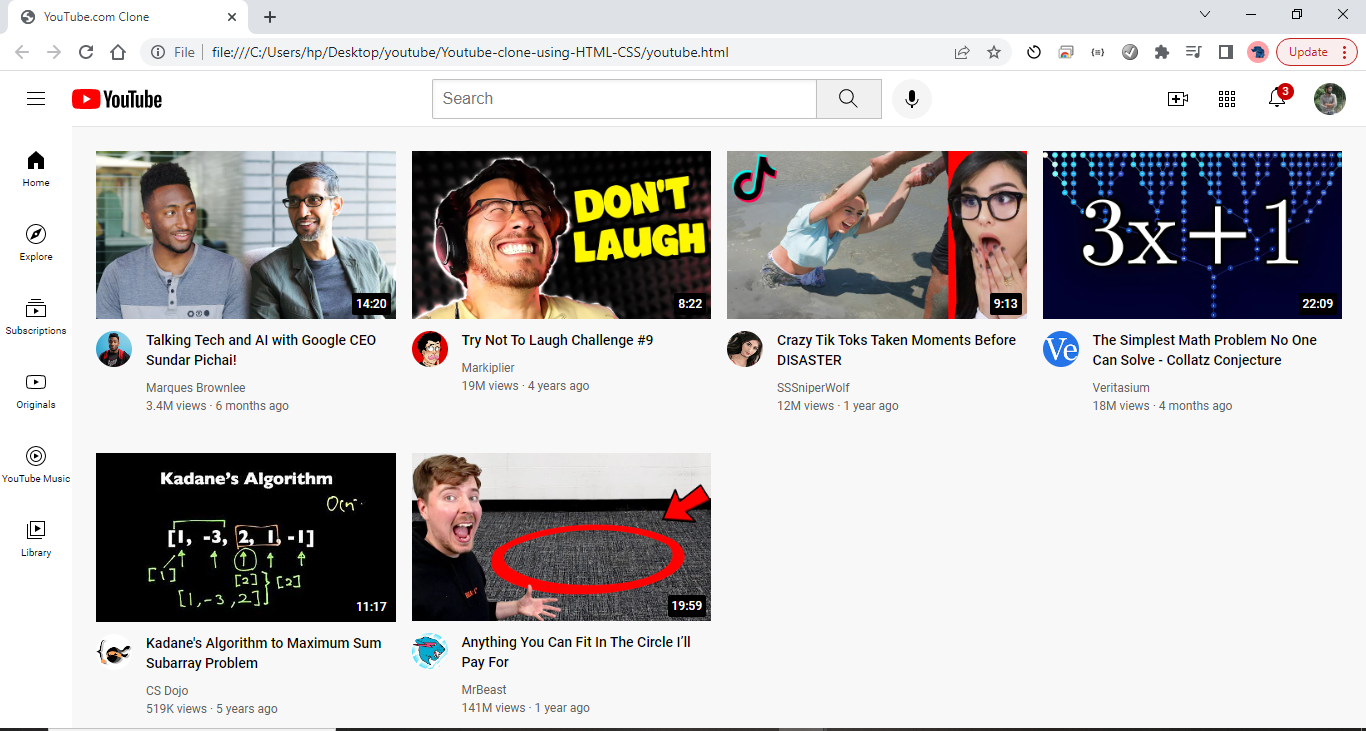 YouTube.com Clone
File
file:///C:/Users/hp/Desktop/youtube/Youtube-clone-using-HTML-CSS/youtube.html
Update
YouTube
Search
3
Home
Explore
Subscriptions
Originals
YouTube Music
Library
14:20
Talking Tech and AI with Google CEO
Sundar Pichai!
Marques Brownlee
3.4M views · 6 months ago
DON'T
LAUGH
8:22
Try Not To Laugh Challenge #9
Markiplier
19M views · 4 years ago
9:13
Crazy Tik Toks Taken Moments Before
DISASTER
SSSniperWolf
12M views · 1 year ago
3x+1
22:09
Ve
The Simplest Math Problem No One
Can Solve - Collatz Conjecture
Veritasium
18M views · 4 months ago
Kadane's Algorithm
[1, -3, 2, 1, -1]
[1] [2] [2]
[1, -3, 2]
11:17
Kadane's Algorithm to Maximum Sum
Subarray Problem
CS Dojo
519K views · 5 years ago
19:59
Anything You Can Fit In The Circle I’ll
Pay For
MrBeast
141M views · 1 year ago